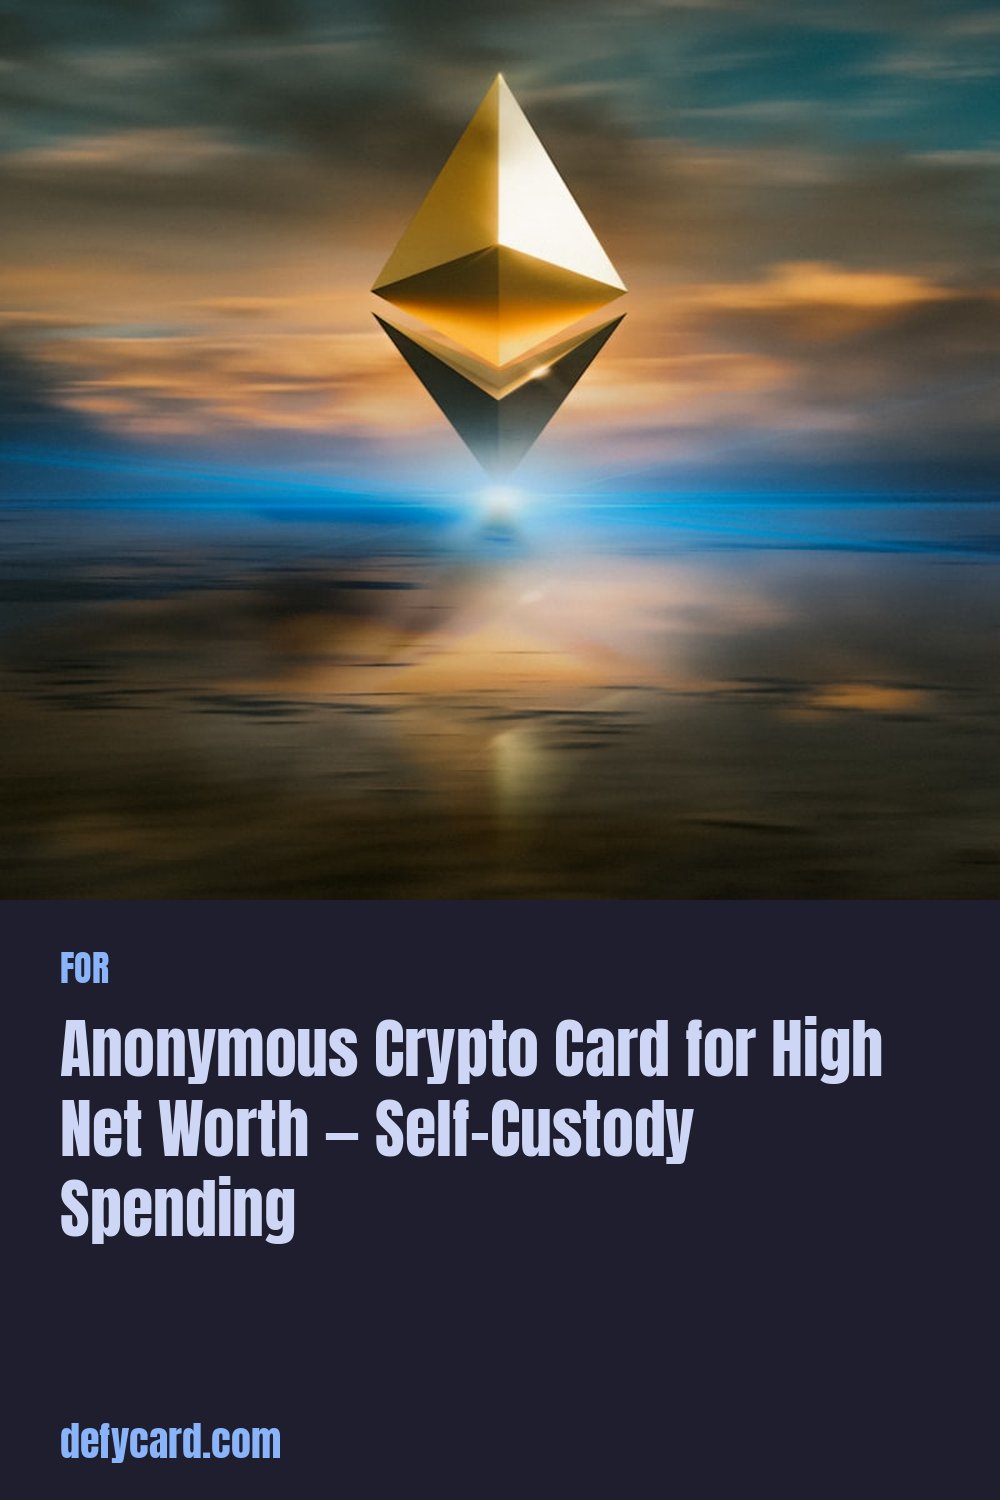 FOR
Anonymous Crypto Card for High
Net Worth — Self-Custody
Spending
defycard.com